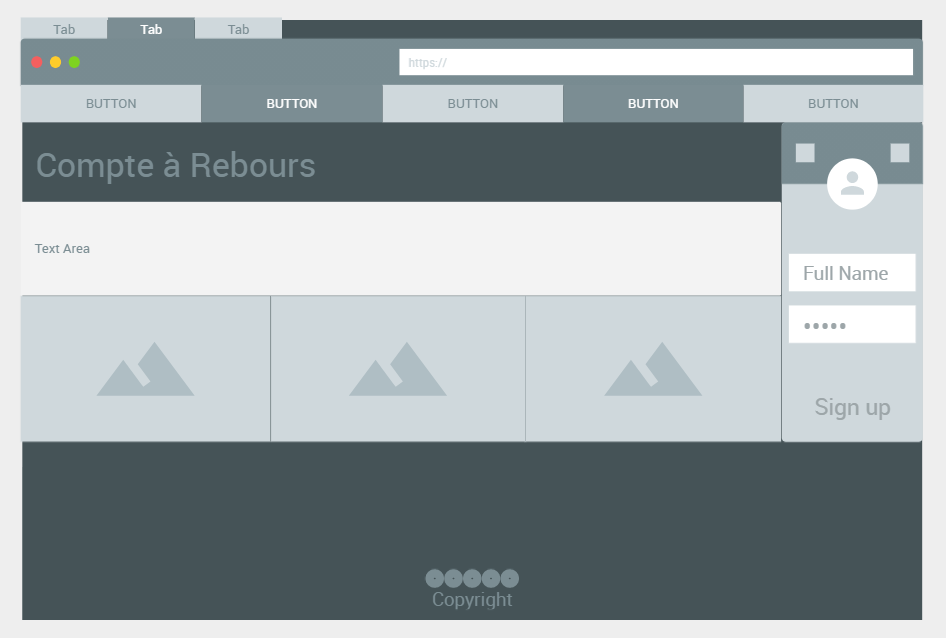 Tab Tab Tab
https://
BUTTON BUTTON BUTTON BUTTON BUTTON
Compte à Rebours
Text Area
Full Name
•••••
Sign up
Copyright